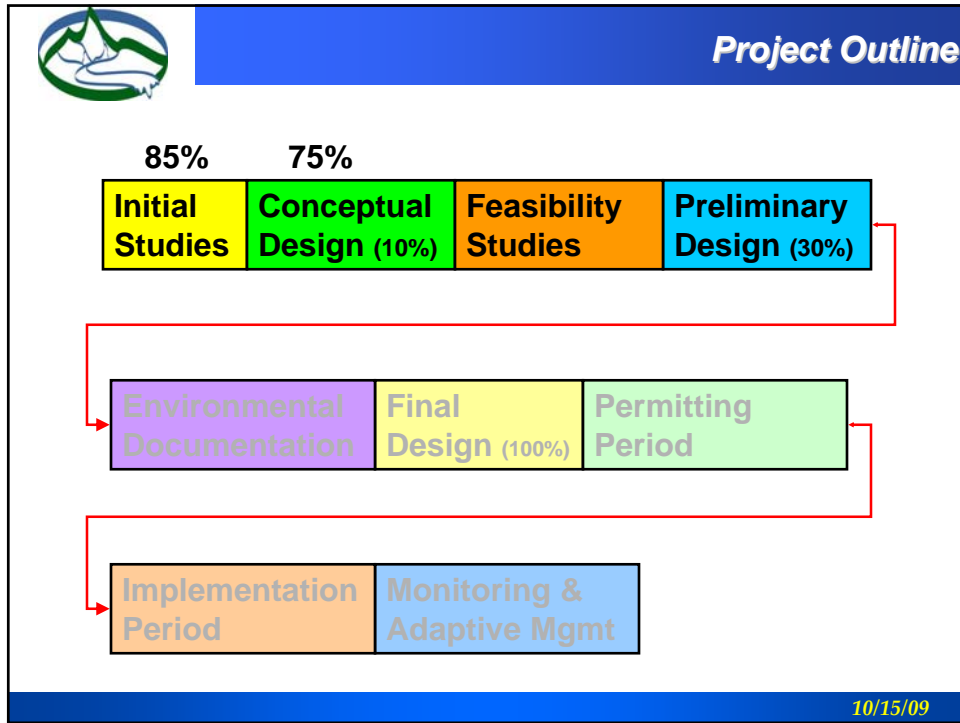 Project Outline
85% 75%
Initial Studies
Conceptual Design (10%)
Feasibility Studies
Preliminary Design (30%)
Environmental Documentation
Final Design (100%)
Permitting Period
Implementation Period
Monitoring & Adaptive Mgmt
10/15/09